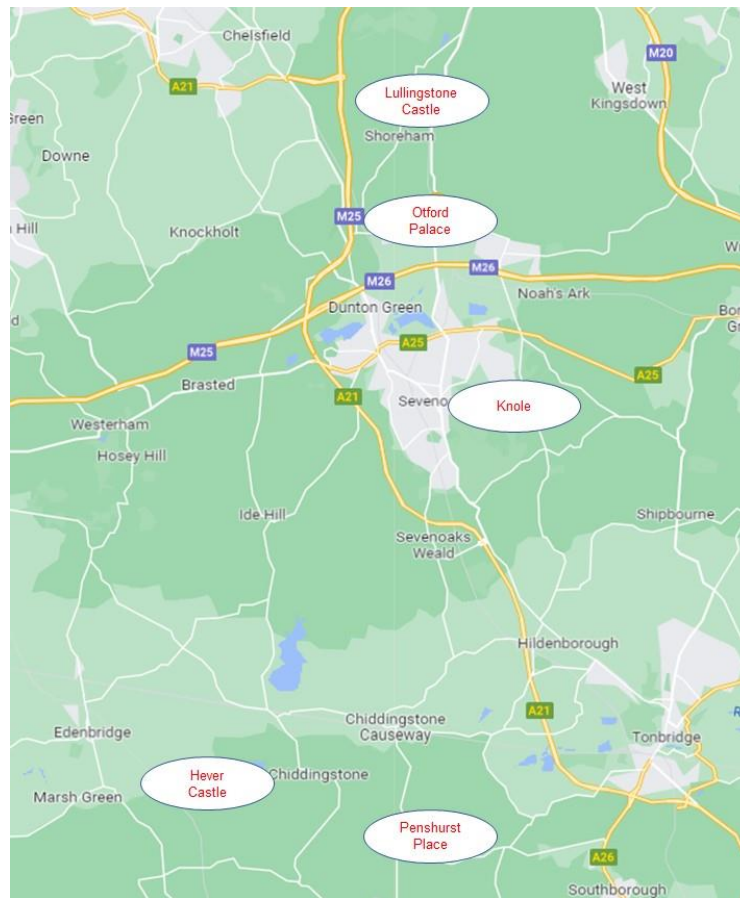 Chelsfield
A21
M20
Lullingstone
Castle
West
Kingsdown
Green
Shoreham
Downe
Hill
M25
Otford
Palace
Knockholt
M26
M26
Noah's Ark
Dunton Green
M25
A25
Brasted
A21
A25
Knole
Westerham
Hosey Hill
Ide Hill
Sevenoaks
Weald
Shipbourne
Hildenborough
Edenbridge
Chiddingstone
Causeway
A21
Tonbridge
Hever
Castle
Chiddingstone
Marsh Green
Penshurst
Place
A26
Southborough